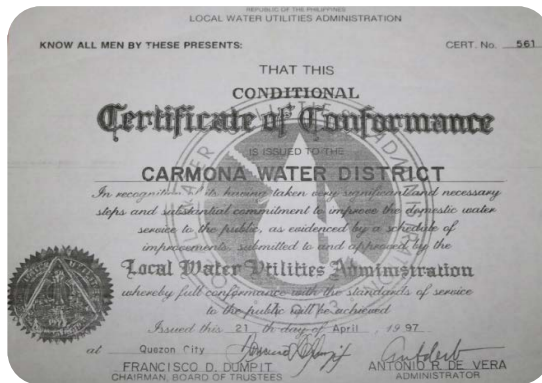 REPUBLIC OF THE PHILIPPINES
LOCAL WATER UTILITIES ADMINISTRATION
KNOW ALL MEN BY THESE PRESENTS:
CERT. No. 561
THAT THIS
CONDITIONAL
Certificate of Conformance
IS ISSUED TO THE
CARMONA WATER DISTRICT
In recognition of its having taken very significant and necessary
steps and substantial commitment to improve the domestic water
service to the public, as evidenced by a schedule of
improvements submitted to and approved by the
Local Water Utilities Administration
whereby full conformance with the standards of service
to the public will be achieved
Issued this 21 th day of April, 1997
at Quezon City
FRANCISCO D. DUMPIT
CHAIRMAN, BOARD OF TRUSTEES
ANTONIO R. DE VERA
ADMINISTRATOR